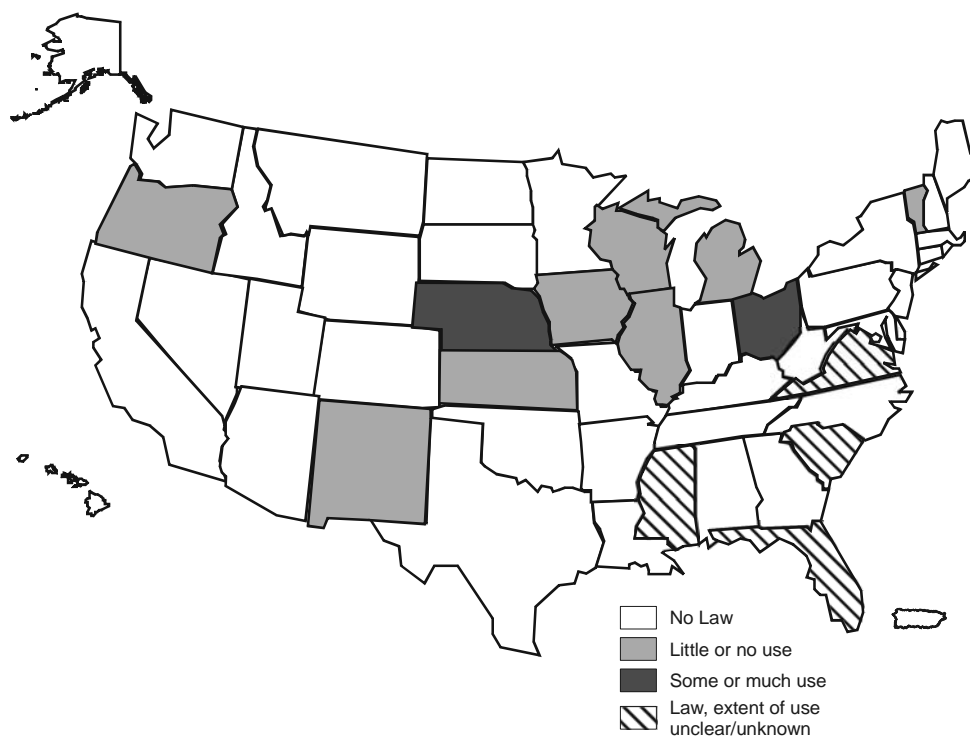 No Law
Little or no use
Some or much use
Law, extent of use
unclear/unknown